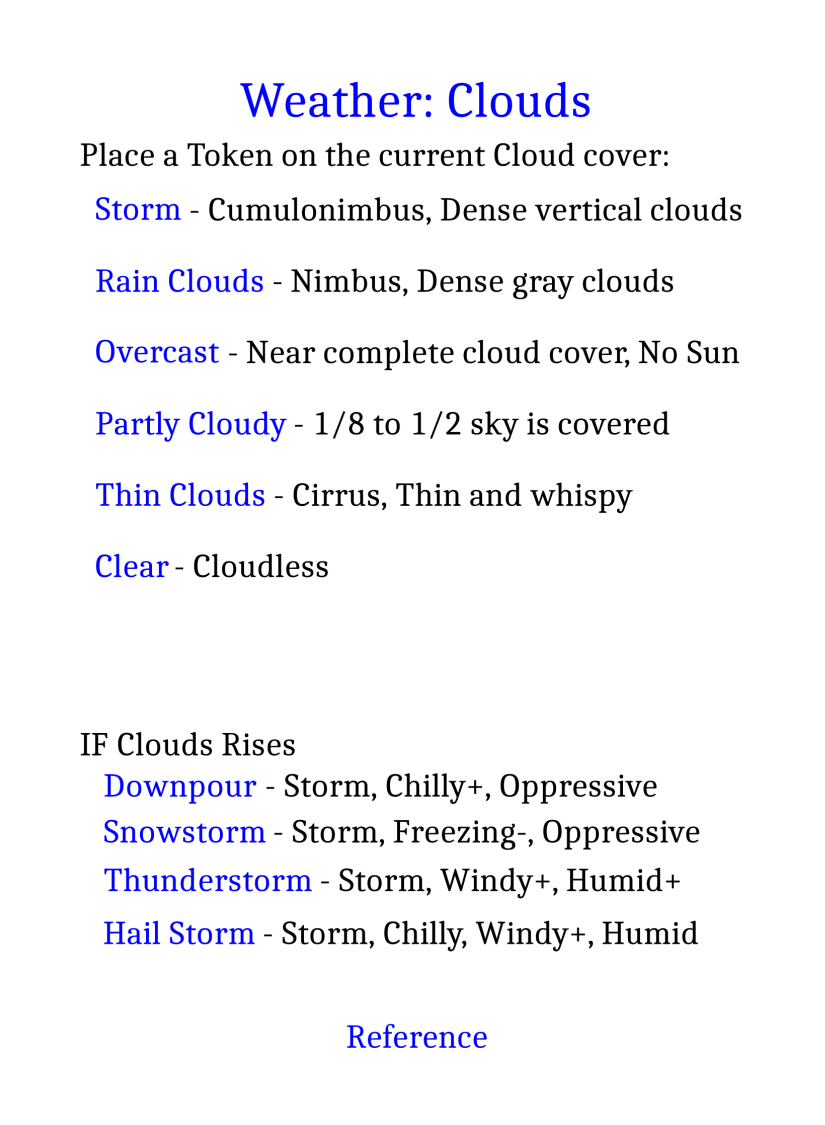 Weather: Clouds
Place a Token on the current Cloud cover:
Storm - Cumulonimbus, Dense vertical clouds
Rain Clouds - Nimbus, Dense gray clouds
Overcast - Near complete cloud cover, No Sun
Partly Cloudy - 1/8 to 1/2 sky is covered
Thin Clouds - Cirrus, Thin and whispy
Clear - Cloudless
IF Clouds Rises
Downpour - Storm, Chilly+, Oppressive
Snowstorm - Storm, Freezing-, Oppressive
Thunderstorm - Storm, Windy+, Humid+
Hail Storm - Storm, Chilly, Windy+, Humid
Reference